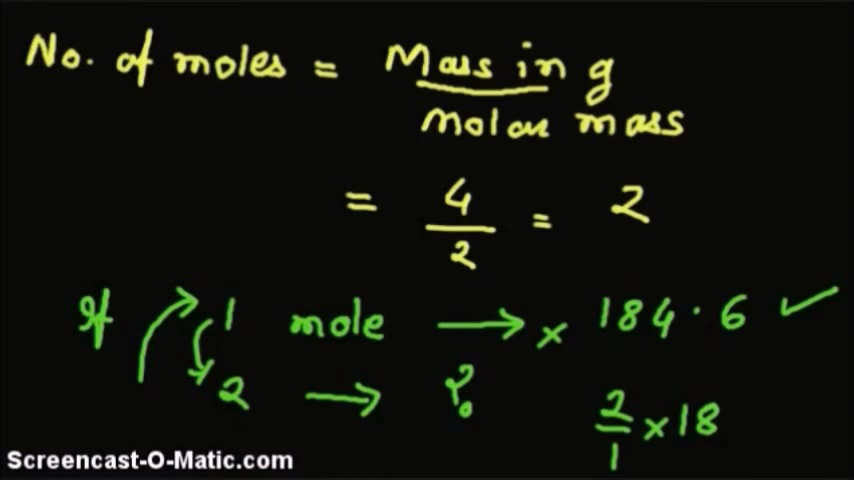 No. of moles = Mass in g
Molar mass
= 4
2
= 2
If 1 mole → × 184.6 ✓
2 → ?
2
1
×18
Screencast-O-Matic.com